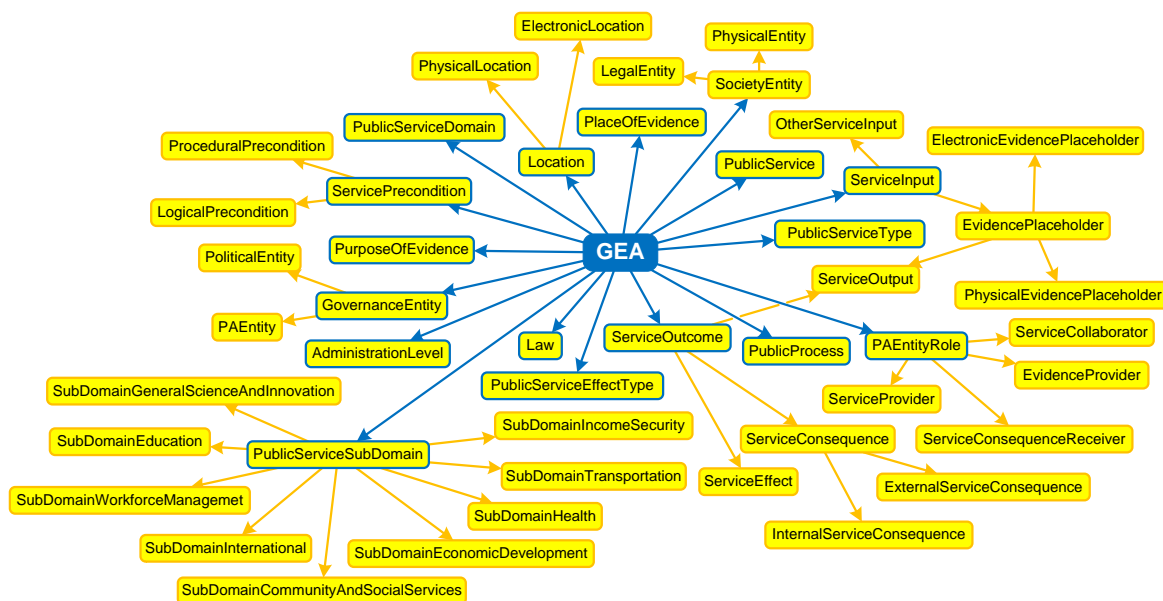 ElectronicLocation
PhysicalEntity
PhysicalLocation
LegalEntity
SocietyEntity
PublicServiceDomain
PlaceOfEvidence
OtherServiceInput
ElectronicEvidencePlaceholder
ProceduralPrecondition
Location
PublicService
ServicePrecondition
ServiceInput
LogicalPrecondition
EvidencePlaceholder
PurposeOfEvidence
GEA
PublicServiceType
PoliticalEntity
ServiceOutput
GovernanceEntity
PhysicalEvidencePlaceholder
PAEntity
AdministrationLevel
Law
ServiceOutcome
PublicProcess
PAEntityRole
ServiceCollaborator
PublicServiceEffectType
EvidenceProvider
SubDomainGeneralScienceAndInnovation
ServiceProvider
SubDomainIncomeSecurity
SubDomainEducation
PublicServiceSubDomain
ServiceConsequence
ServiceConsequenceReceiver
SubDomainTransportation
ServiceEffect
ExternalServiceConsequence
SubDomainWorkforceManagemet
SubDomainHealth
InternalServiceConsequence
SubDomainInternational
SubDomainEconomicDevelopment
SubDomainCommunityAndSocialServices